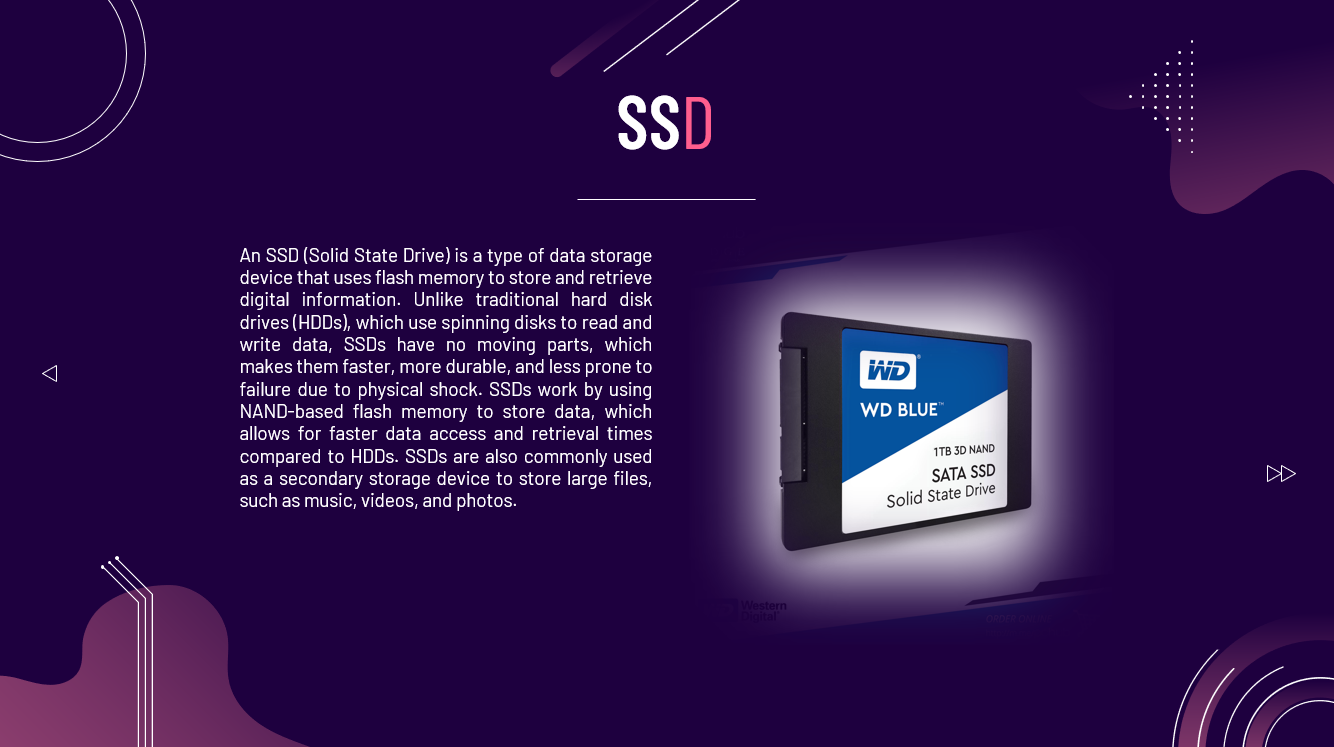 SSD
An SSD (Solid State Drive) is a type of data storage
device that uses flash memory to store and retrieve
digital information. Unlike traditional hard disk
drives (HDDs), which use spinning disks to read and
write data, SSDs have no moving parts, which
makes them faster, more durable, and less prone to
failure due to physical shock. SSDs work by using
NAND-based flash memory to store data, which
allows for faster data access and retrieval times
compared to HDDs. SSDs are also commonly used
as a secondary storage device to store large files,
such as music, videos, and photos.
WD®
WD BLUE™
1TB 3D NAND
SATA SSD
Solid State Drive
Western
Digital®